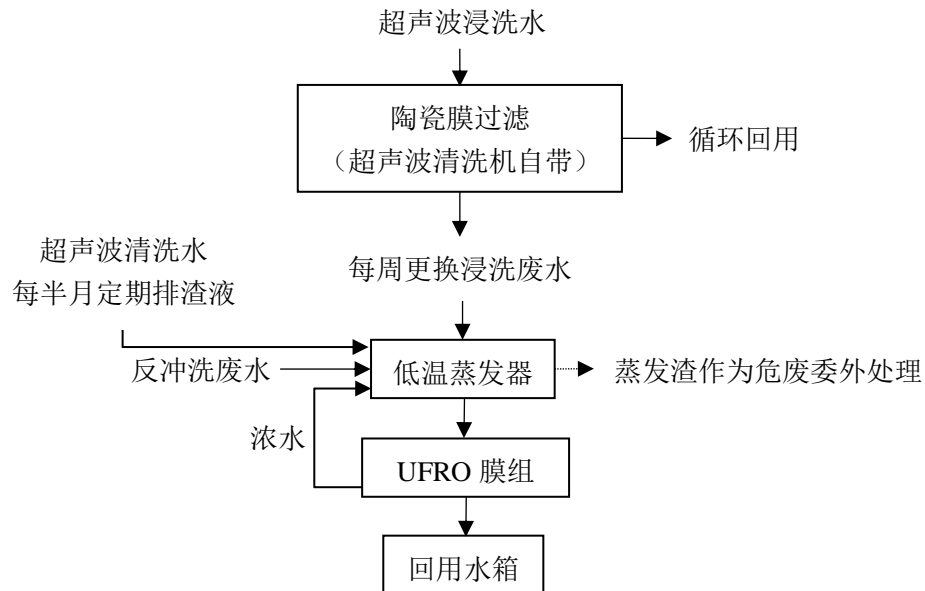 超声波浸洗水
陶瓷膜过滤
（超声波清洗机自带）
循环回用
超声波清洗水
每半月定期排渣液
每周更换浸洗废水
反冲洗废水
低温蒸发器
蒸发渣作为危废委外处理
浓水
UFRO 膜组
回用水箱